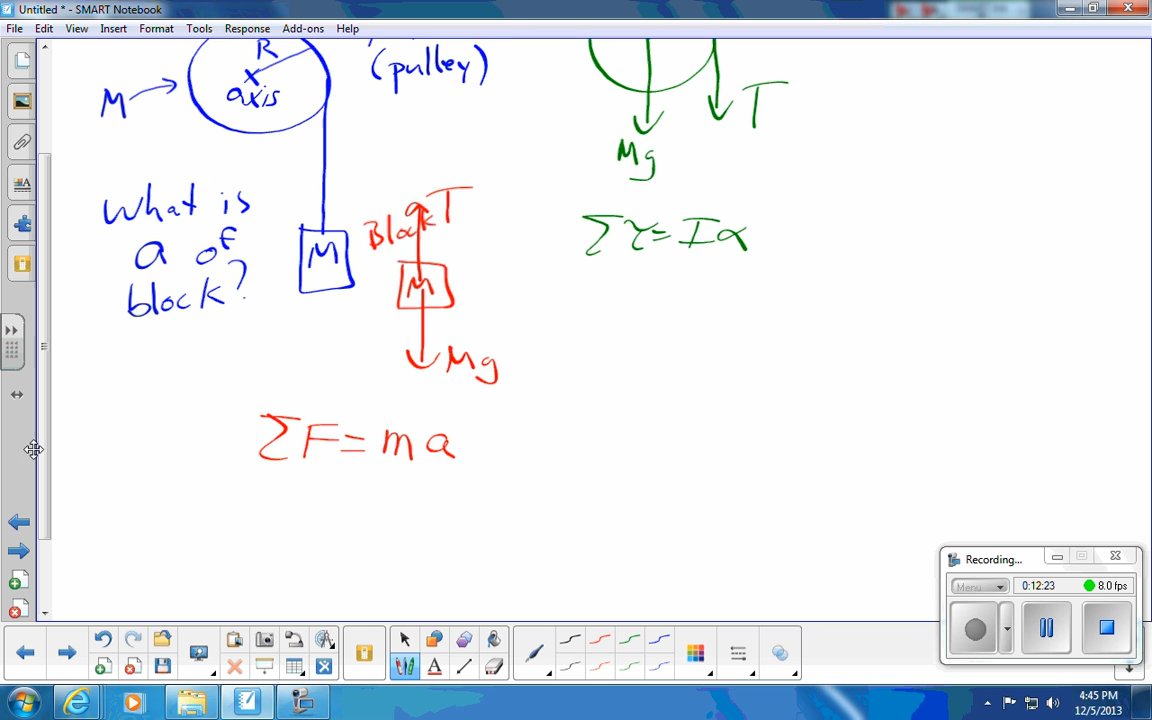 Untitled * - SMART Notebook
File Edit View Insert Format Tools Response Help Add-ons
R
axis
M
(pulley)
T
Mg
What is
a of
block?
M
Block
T
M
Mg
Στ=Iα
ΣF=ma
Recording...
Menu
0:12:23
8.0 fps
4:45 PM
12/5/2013